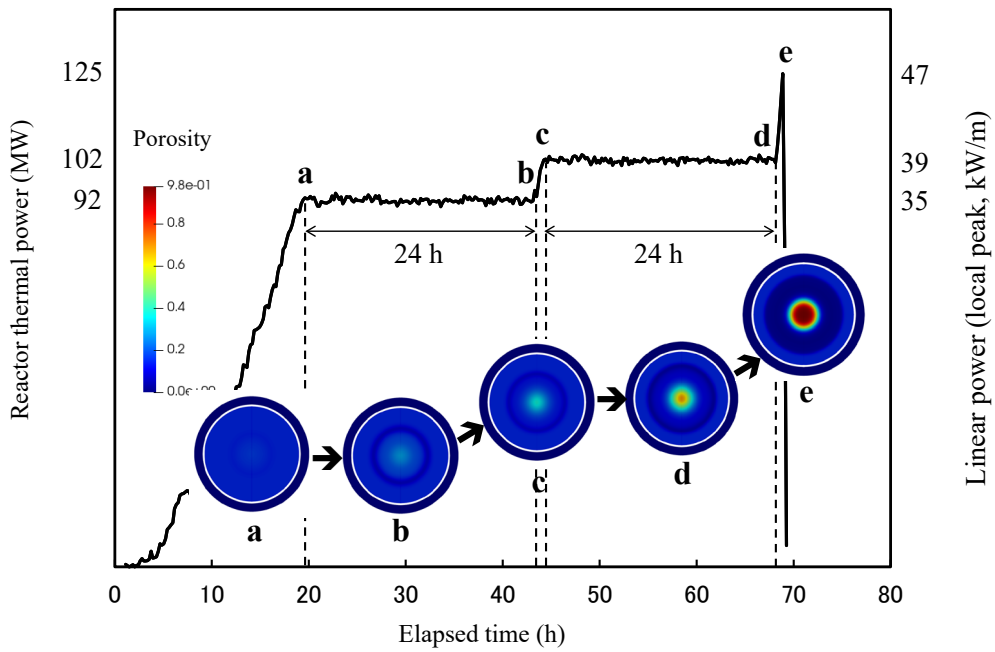 Reactor thermal power (MW)
125
102
92
Porosity
9.8e-01
0.8
0.6
0.4
0.2
a
b
c
d
e
24 h
24 h
47
39
35
Linear power (local peak, kW/m)
a
b
c
d
e
0
10
20
30
40
50
60
70
80
Elapsed time (h)